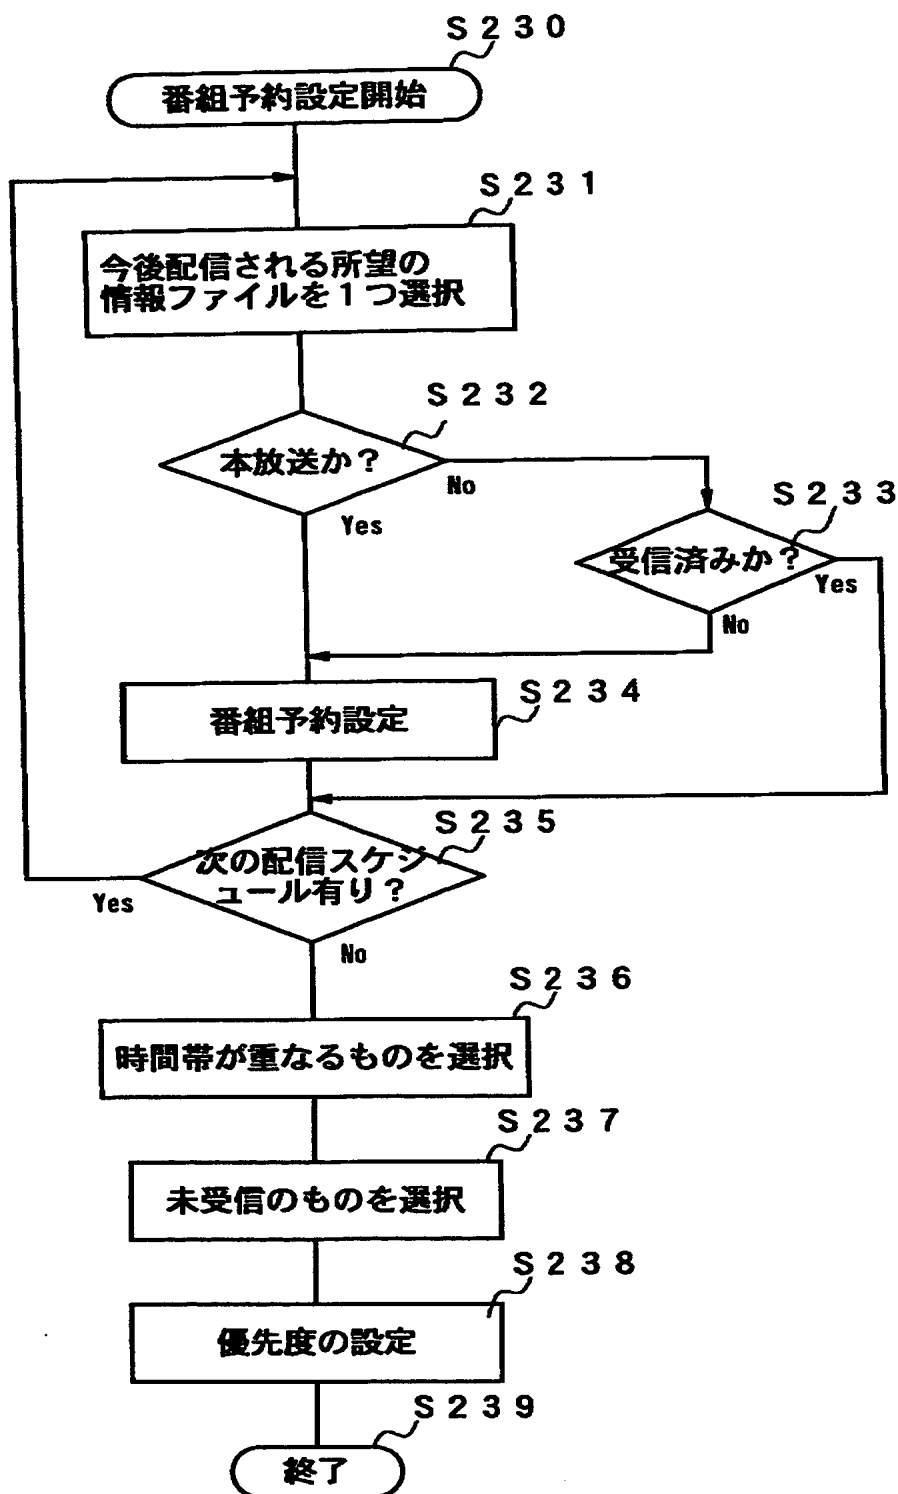 Ｓ２３０
番組予約設定開始
Ｓ２３１
今後配信される所望の
情報ファイルを１つ選択
Ｓ２３２
本放送か？
No
Yes
Ｓ２３３
受信済みか？
Yes
No
Ｓ２３４
番組予約設定
Ｓ２３５
次の配信スケジ
ュール有り？
Yes
No
Ｓ２３６
時間帯が重なるものを選択
Ｓ２３７
未受信のものを選択
Ｓ２３８
優先度の設定
Ｓ２３９
終了